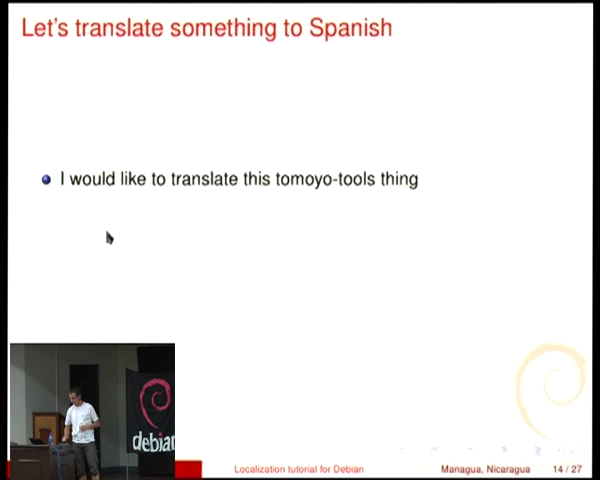 Let's translate something to Spanish
I would like to translate this tomoyo-tools thing
debian
Localization tutorial for Debian
Managua, Nicaragua
14 / 27